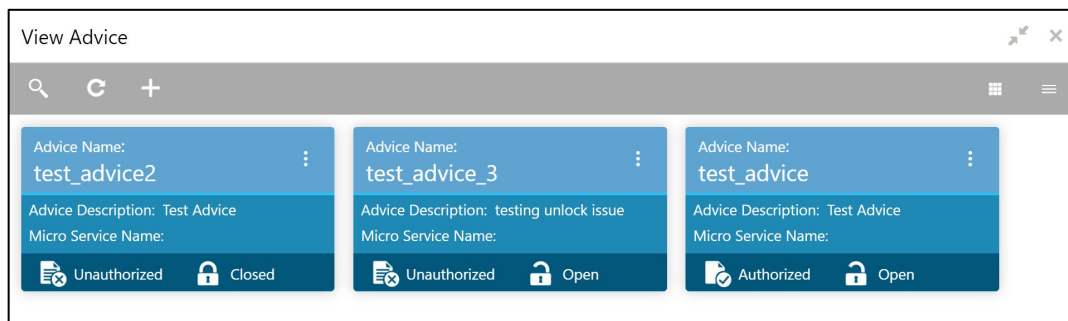 View Advice
Advice Name:
test_advice2
Advice Description: Test Advice
Micro Service Name:
Unauthorized Closed
Advice Name:
test_advice_3
Advice Description: testing unlock issue
Micro Service Name:
Unauthorized Open
Advice Name:
test_advice
Advice Description: Test Advice
Micro Service Name:
Authorized Open